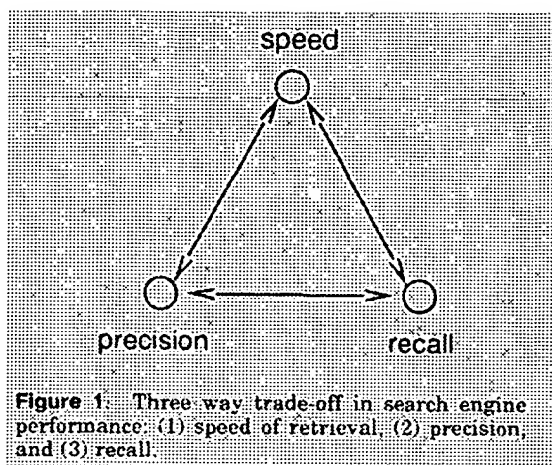 speed
precision
recall
Figure 1: Three way trade-off in search engine
performance: (1) speed of retrieval, (2) precision,
and (3) recall.